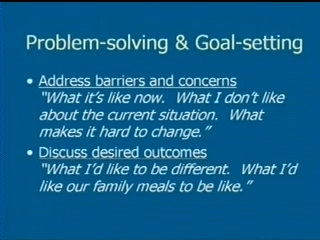 Problem-solving & Goal-setting
• Address barriers and concerns
“What it’s like now.  What I don’t like
about the current situation.  What
makes it hard to change.”
• Discuss desired outcomes
“What I’d like to be different.  What I’d
like our family meals to be like.”